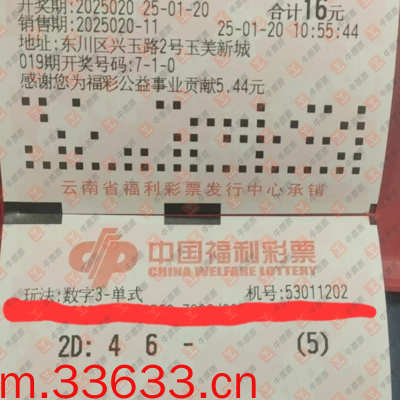 开奖期:2025020 25-01-20 合计16元
销售期:2025020-11 25-01-20 10:55:44
地址:东川区兴玉路2号玉芙新城
019期开奖号码:7-1-0
感谢您为福彩公益事业贡献5.44元
云南省福利彩票发行中心承销
中国福利彩票
CHINA WELFARE LOTTERY
玩法:数字3-单式 机号:53011202
2D: 4 6 - (5)
m.33633.cn